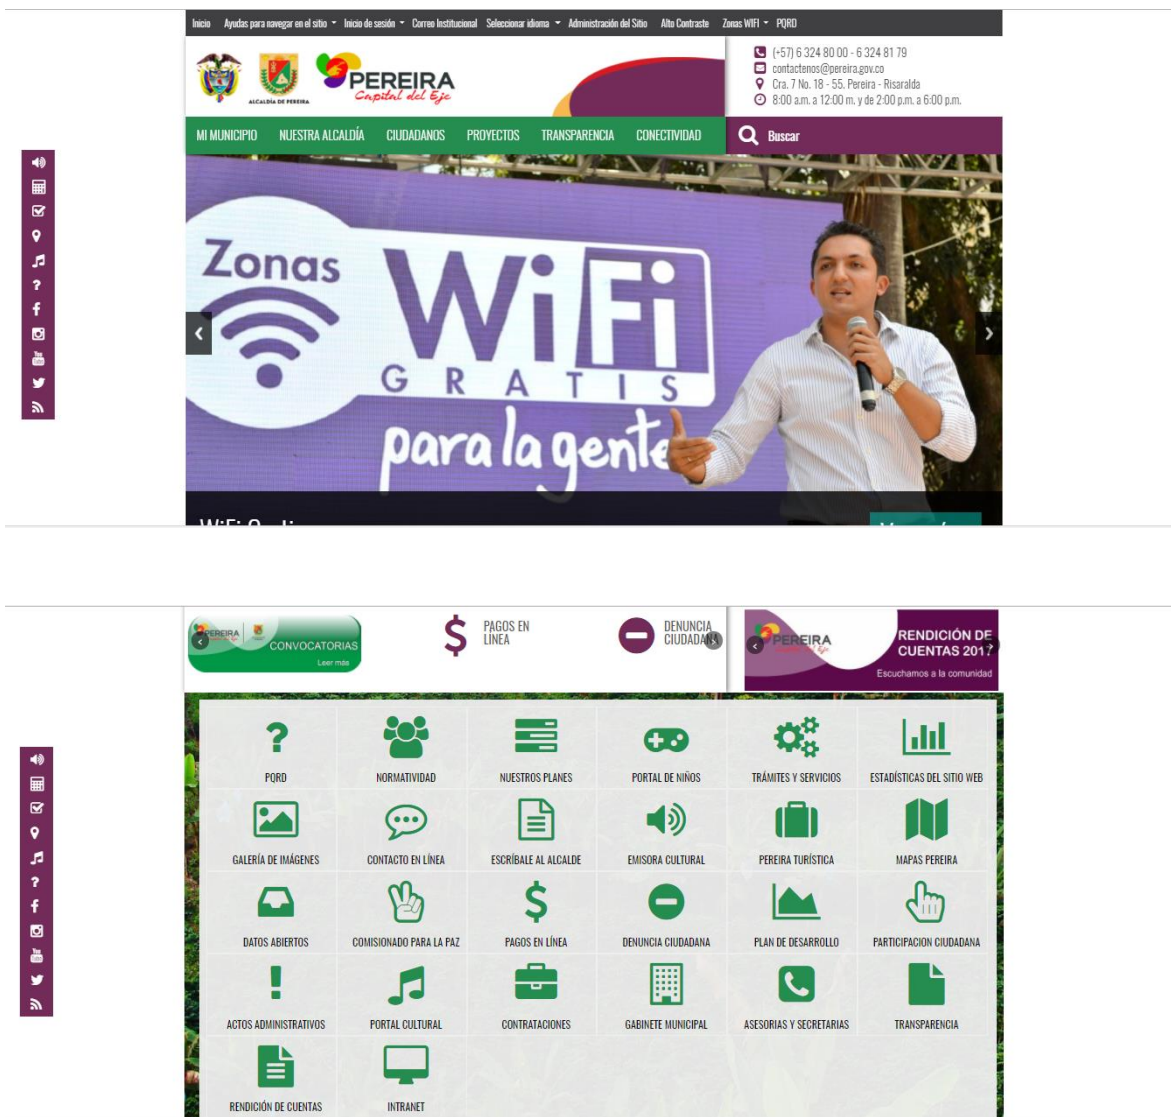 Inicio Ayudas para navegar en el sitio Inicio de sesión Correo Institucional Seleccionar idioma Administración del Sitio Alto Contraste Zonas WIFI PQRD
ALCALDÍA DE PEREIRA
PEREIRA
Capital del Eje
(+57) 6 324 80 00 - 6 324 81 79
contactenos@pereira.gov.co
Cra. 7 No. 18 - 55. Pereira - Risaralda
8:00 a.m. a 12:00 m. y de 2:00 p.m. a 6:00 p.m.
MI MUNICIPIO NUESTRA ALCALDÍA CIUDADANOS PROYECTOS TRANSPARENCIA CONECTIVIDAD Buscar
Zonas
WiFi
GRATIS
para la gente
PEREIRA
CONVOCATORIAS
Leer más
PAGOS EN
LÍNEA
DENUNCIA
CIUDADANA
PEREIRA
Capital del Eje
RENDICIÓN DE
CUENTAS 2017
Escuchamos a la comunidad
PQRD NORMATIVIDAD NUESTROS PLANES PORTAL DE NIÑOS TRÁMITES Y SERVICIOS ESTADÍSTICAS DEL SITIO WEB
GALERÍA DE IMÁGENES CONTACTO EN LÍNEA ESCRÍBALE AL ALCALDE EMISORA CULTURAL PEREIRA TURÍSTICA MAPAS PEREIRA
DATOS ABIERTOS COMISIONADO PARA LA PAZ PAGOS EN LÍNEA DENUNCIA CIUDADANA PLAN DE DESARROLLO PARTICIPACION CIUDADANA
ACTOS ADMINISTRATIVOS PORTAL CULTURAL CONTRATACIONES GABINETE MUNICIPAL ASESORIAS Y SECRETARIAS TRANSPARENCIA
RENDICIÓN DE CUENTAS INTRANET